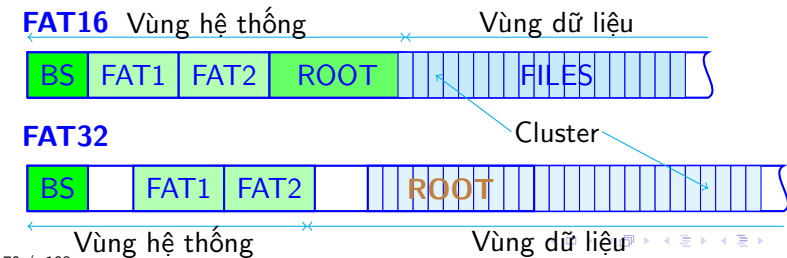 FAT16 Vùng hệ thống Vùng dữ liệu
BS FAT1 FAT2 ROOT FILES
Cluster
FAT32
BS FAT1 FAT2 ROOT
Vùng hệ thống Vùng dữ liệu